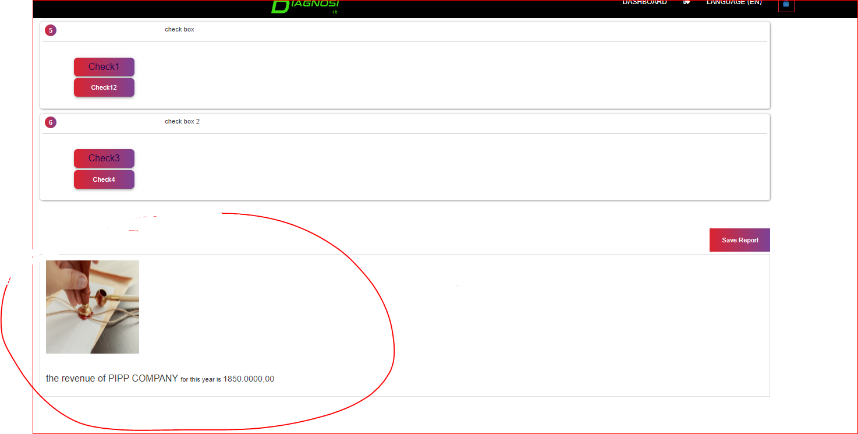 DIAGNOSI
DASHBOARD LANGUAGE (EN)
5 check box
Check1
Check12
6 check box 2
Check3
Check4
Save Report
the revenue of PIPP COMPANY for this year is 1850.0000,00